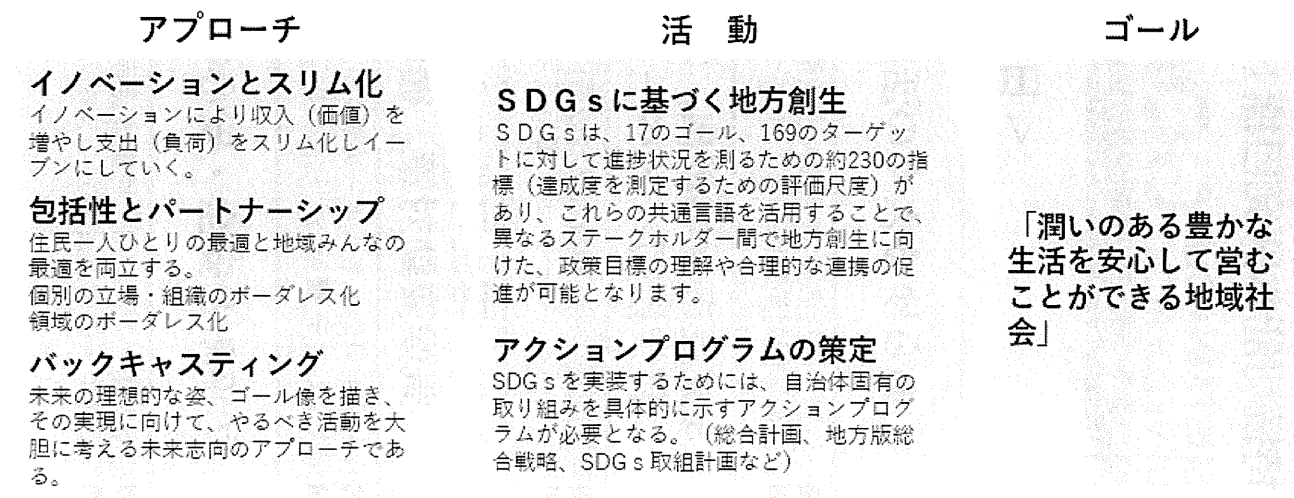 アプローチ
イノベーションとスリム化
イノベーションにより収入（価値）を
増やし支出（負荷）をスリム化しイー
ブンにしていく。
包括性とパートナーシップ
住民一人ひとりの最適と地域みんなの
最適を両立する。
個別の立場・組織のボーダレス化
領域のボーダレス化
バックキャスティング
未来の理想的な姿、ゴール像を描き、
その実現に向けて、やるべき活動を大
胆に考える未来志向のアプローチであ
る。
活　動
ＳＤＧｓに基づく地方創生
ＳＤＧｓは、17のゴール、169のターゲッ
トに対して進捗状況を測るための約230の指
標（達成度を測定するための評価尺度）が
あり、これらの共通言語を活用することで、
異なるステークホルダー間で地方創生に向
けた、政策目標の理解や合理的な連携の促
進が可能となります。
アクションプログラムの策定
SDGｓを実装するためには、自治体固有の
取り組みを具体的に示すアクションプログ
ラムが必要となる。（総合計画、地方版総
合戦略、SDGｓ取組計画など）
ゴール
「潤いのある豊かな
生活を安心して営む
ことができる地域社
会」